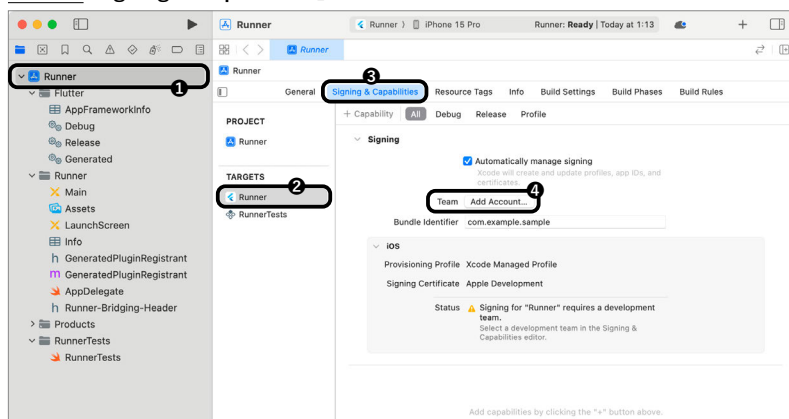 Runner
Runner
iPhone 15 Pro
Runner: Ready | Today at 1:13
Runner
Runner
❶
Flutter
AppFrameworkInfo
Debug
Release
Generated
Runner
Main
Assets
LaunchScreen
Info
GeneratedPluginRegistrant
GeneratedPluginRegistrant
AppDelegate
Runner-Bridging-Header
Products
RunnerTests
RunnerTests
Runner
❸
General
Signing & Capabilities
Resource Tags
Info
Build Settings
Build Phases
Build Rules
PROJECT
Runner
TARGETS
❷
Runner
RunnerTests
+ Capability
All
Debug
Release
Profile
Signing
Automatically manage signing
Xcode will create and update profiles, app IDs, and
certificates.
❹
Team
Add Account...
Bundle Identifier
com.example.sample
iOS
Provisioning Profile
Xcode Managed Profile
Signing Certificate
Apple Development
Status
Signing for "Runner" requires a development
team.
Select a development team in the Signing &
Capabilities editor.
Add capabilities by clicking the "+" button above.